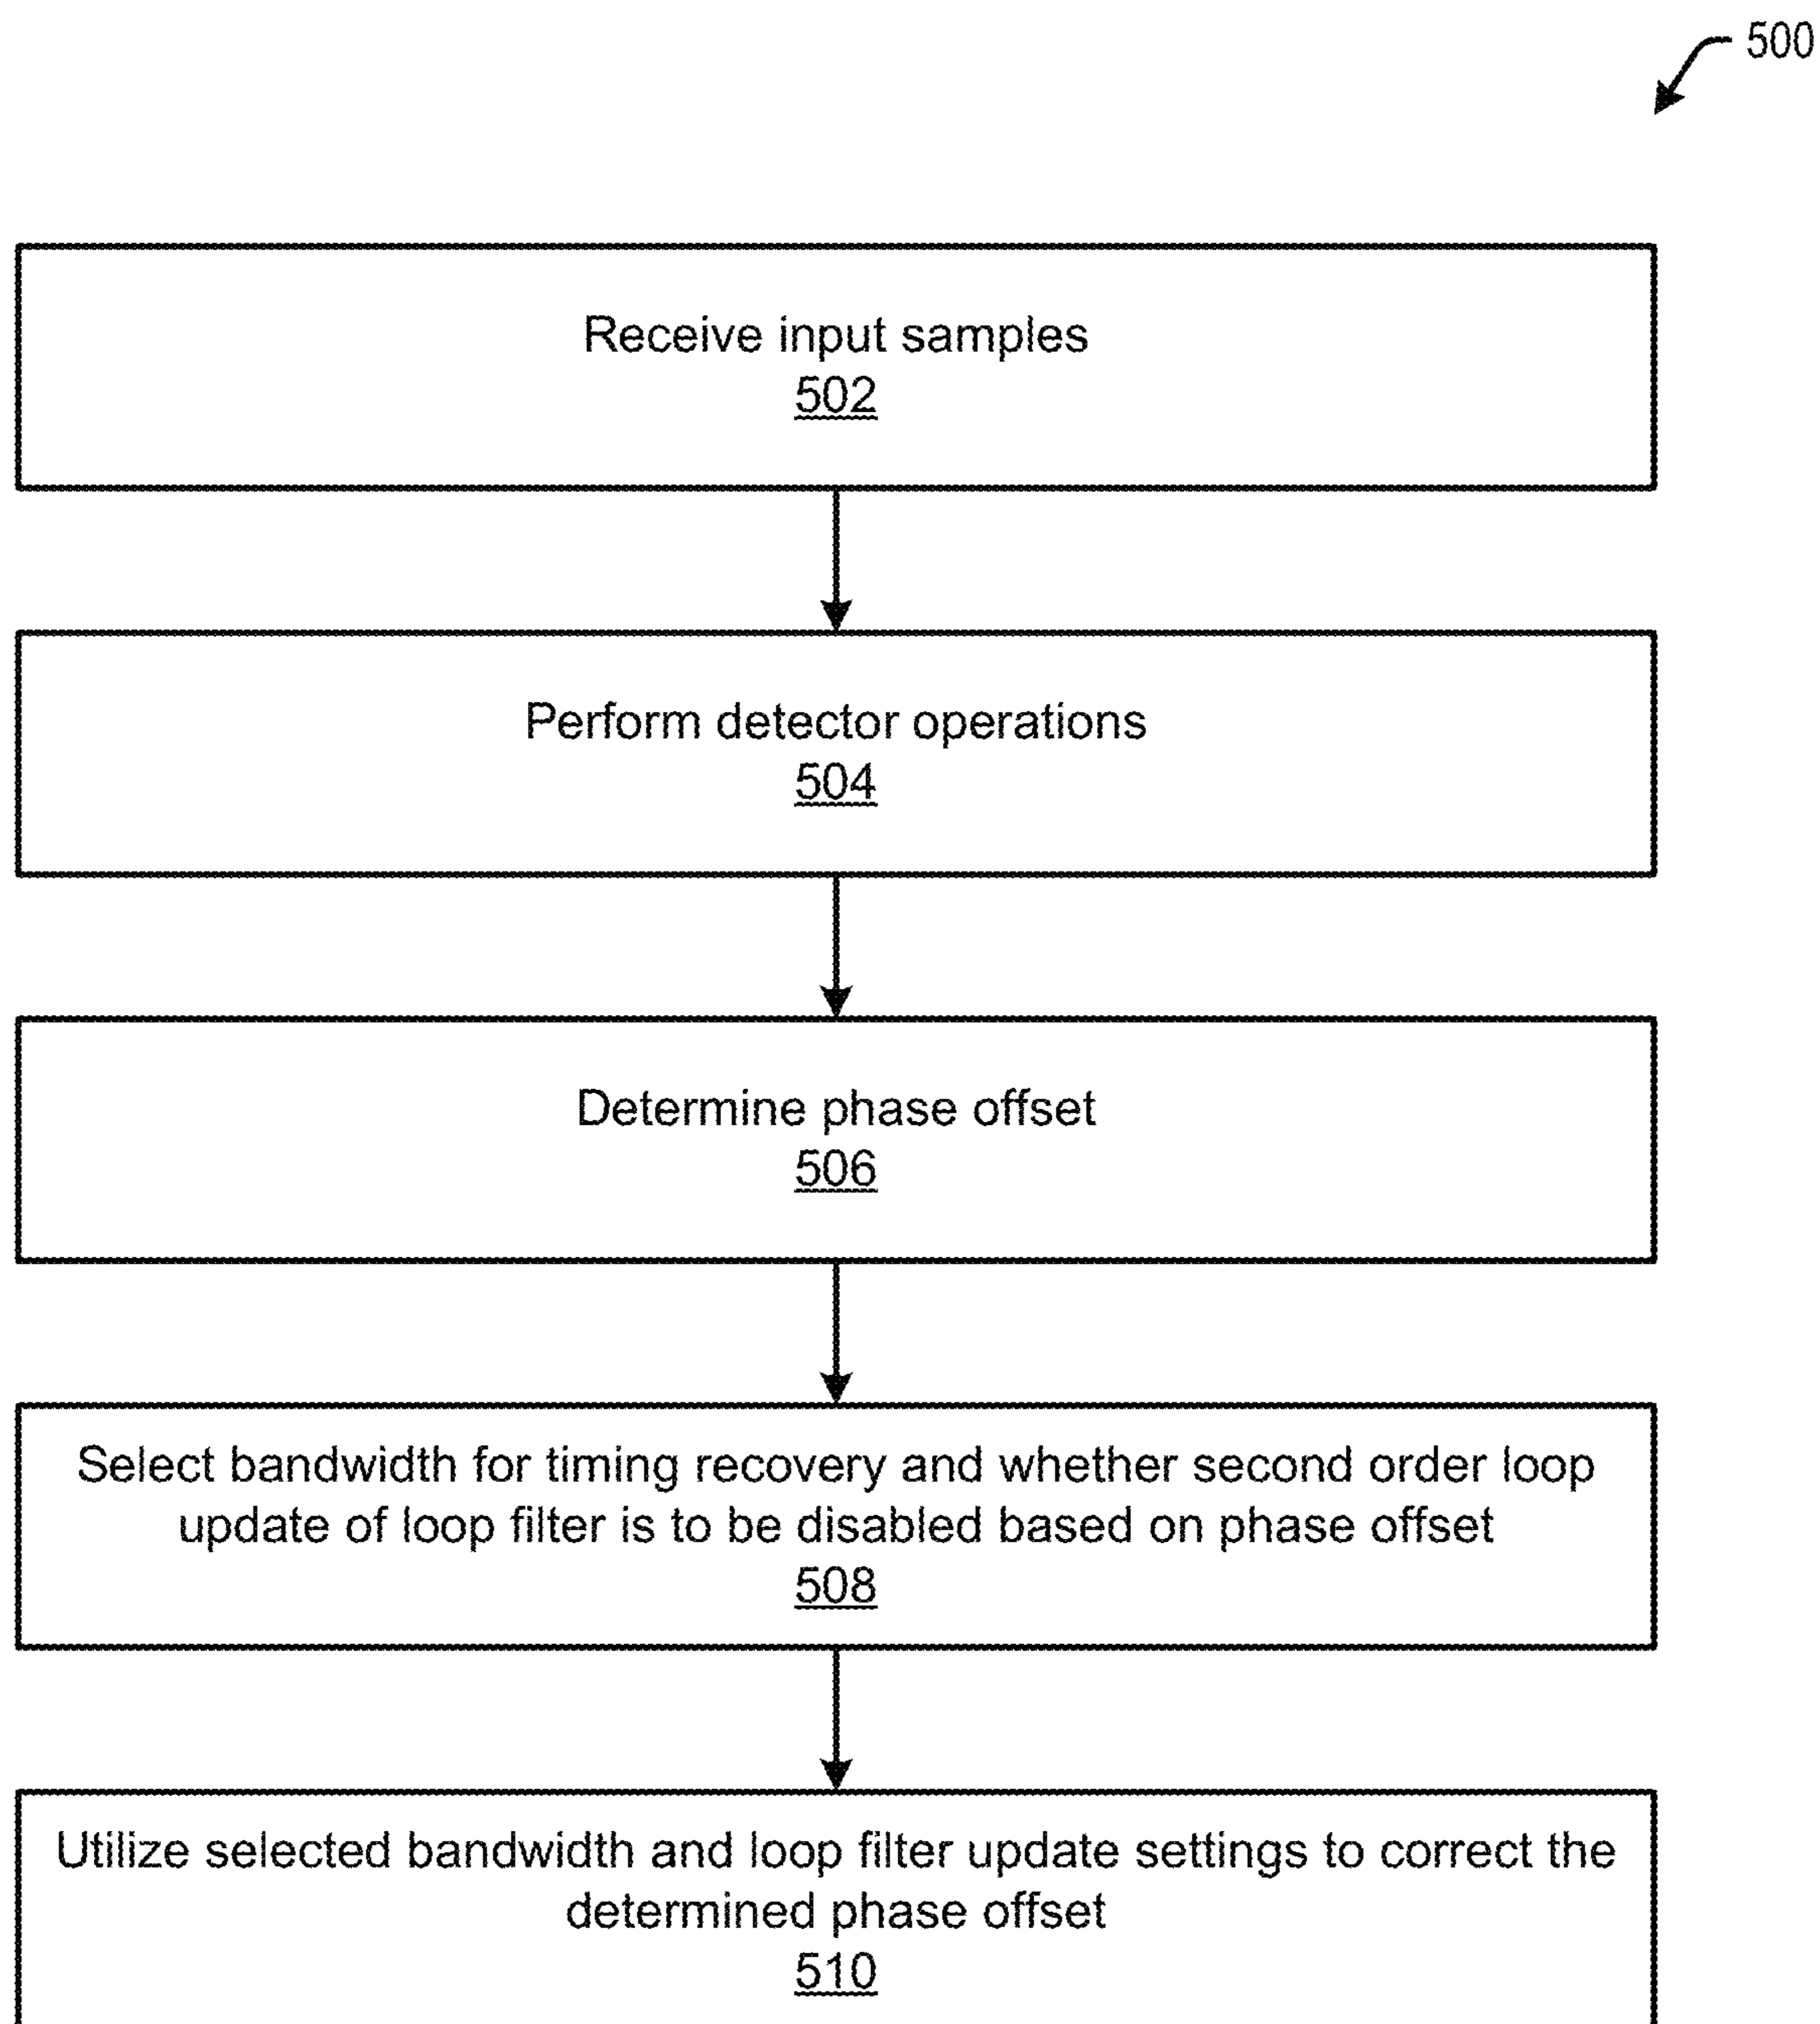 500
Receive input samples
502
Perform detector operations
504
Determine phase offset
506
Select bandwidth for timing recovery and whether second order loop
update of loop filter is to be disabled based on phase offset
508
Utilize selected bandwidth and loop filter update settings to correct the
determined phase offset
510